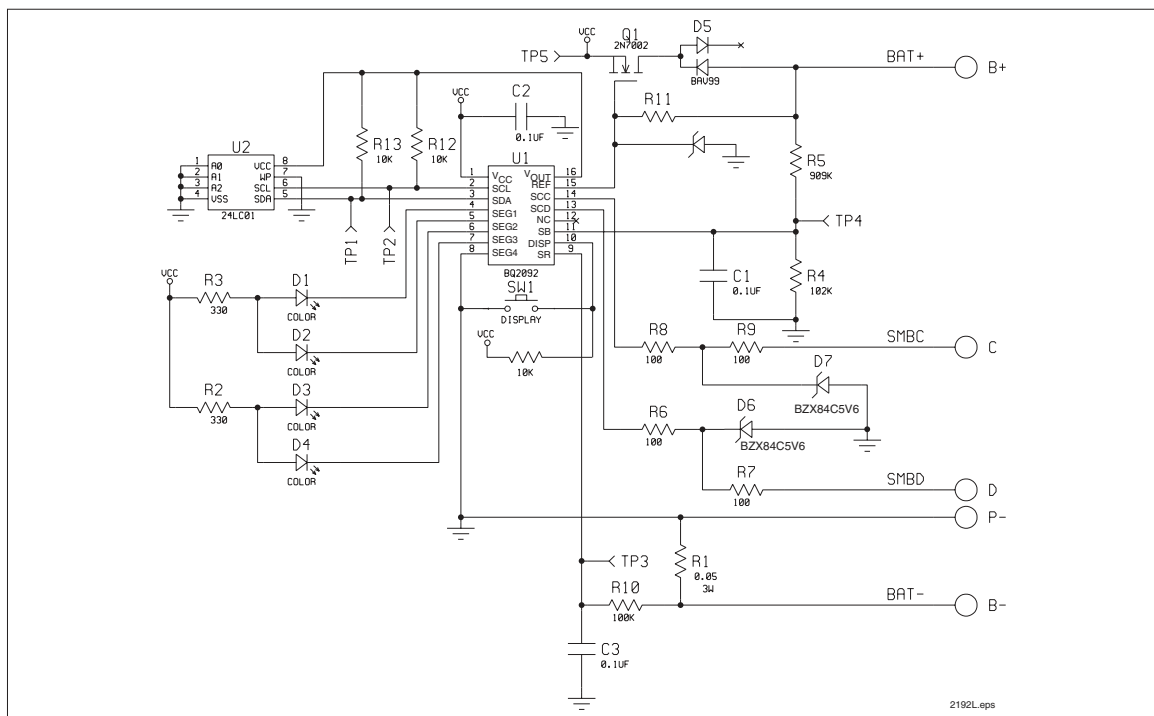 D5
VCC
Q1
2N7002
TP5
BAT+
B+
BAV99
C2
VCC
R11
0.1UF
R13
10K
R12
10K
U2
U1
R5
909K
1 A0 VCC 8
2 A1 WP 7
3 A2 SCL 6
4 VSS SDA 5
24LC01
1 VCC VOUT 16
2 SCL REF 15
3 SDA SCC 14
4 SEG1 SCD 13
5 SEG2 NC 12
6 SEG3 SB 11
7 SEG4 DISP 10
8 SR 9
BQ2092
TP4
TP1
TP2
C1
0.1UF
R4
102K
VCC
R3
330
D1
COLOR
SW1
DISPLAY
D2
COLOR
VCC
10K
R8
100
R9
100
SMBC
C
D7
BZX84C5V6
R2
330
D3
COLOR
R6
100
D6
BZX84C5V6
D4
COLOR
R7
100
SMBD
D
P-
TP3
R1
0.05
3W
R10
100K
BAT-
B-
C3
0.1UF
2192L.eps